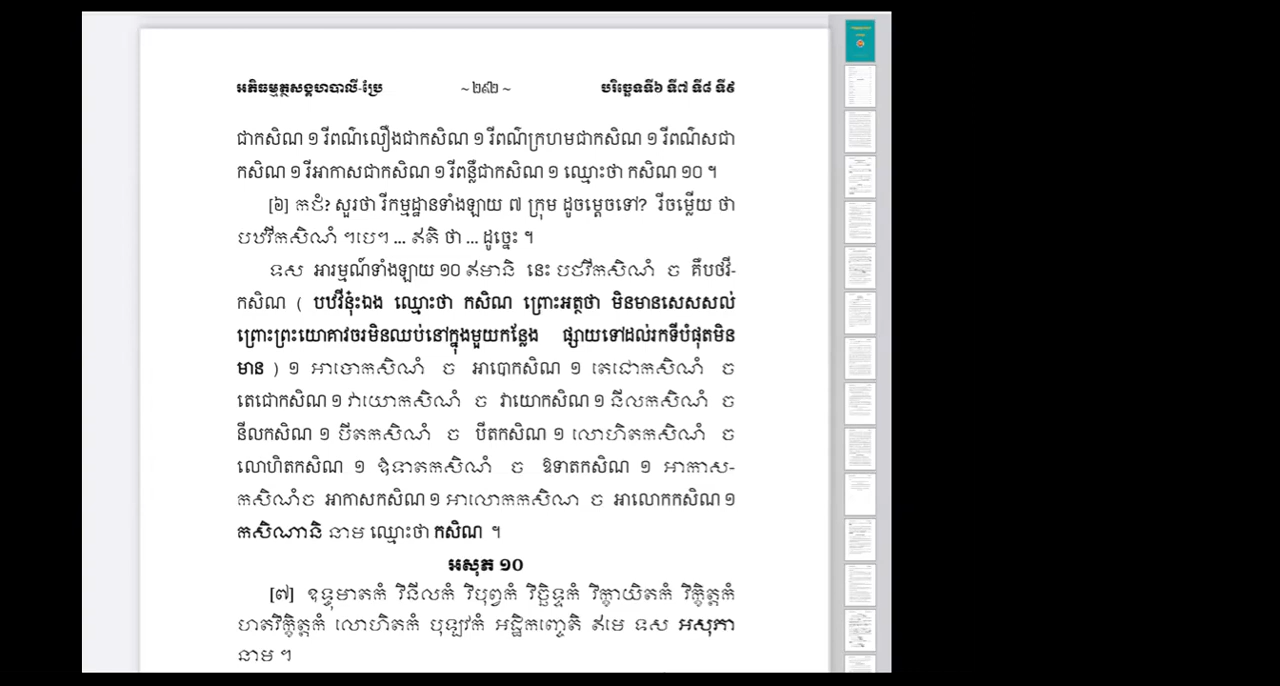 អភិធម្មត្ថសង្គហបាលី-ប្រែ ~ ២៩២ ~ បរិច្ឆេទទី៦ ទី៧ ទី៨ ទី៩
ជាកសិណ ១ រីពណ៌លឿងជាកសិណ ១ រីពណ៌ក្រហមជាកសិណ ១ រីពណ៌សជា
កសិណ ១ រីអាកាសជាកសិណ ១ រីពន្លឺជាកសិណ ១ ឈ្មោះថា កសិណ ១០ ។
[៦] កថំ? សួរថា រីកម្មដ្ឋានទាំងឡាយ ៧ ក្រុម ដូចម្ដេចទៅ? រីចម្លើយ ថា
បឋវីកសិណំ ។បេ។ ... ឥតិ ថា ... ដូច្នេះ ។
ទស អារម្មណ៍ទាំងឡាយ ១០ ឥមានិ នេះ បថវីកសិណំ ច គឺបថវី-
កសិណ ( បឋវីនុ៎ះឯង ឈ្មោះថា កសិណ ព្រោះអត្ថថា មិនមានសេសសល់
ព្រោះព្រះយោគាវចរមិនឈប់នៅក្នុងមួយកន្លែង ផ្សាយទៅដល់រកទីបំផុតមិន
មាន ) ១ អាបោកសិណំ ច អាបោកសិណ ១ តេជោកសិណំ ច
តេជោកសិណ ១ វាយោកសិណំ ច វាយោកសិណ ១ នីលកសិណំ ច
នីលកសិណ ១ បីតកសិណំ ច បីតកសិណ ១ លោហិតកសិណំ ច
លោហិតកសិណ ១ ឱទាតកសិណំ ច ឱទាតកសិណ ១ អាកាស-
កសិណំច អាកាសកសិណ ១ អាលោកកសិណ ច អាលោកកសិណ ១
កសិណានិ នាម ឈ្មោះថា កសិណ ។
អសុភ ១០
[៧] ឧទ្ធុមាតកំ វិនីលកំ វិបុព្វកំ វិច្ឆិទ្ទកំ វិក្ខាយិតកំ វិក្ខិត្តកំ
ហតវិក្ខិត្តកំ លោហិតកំ បុឡវកំ អដ្ឋិកញ្ចេតិ ឥមេ ទស អសុភា
នាម ។